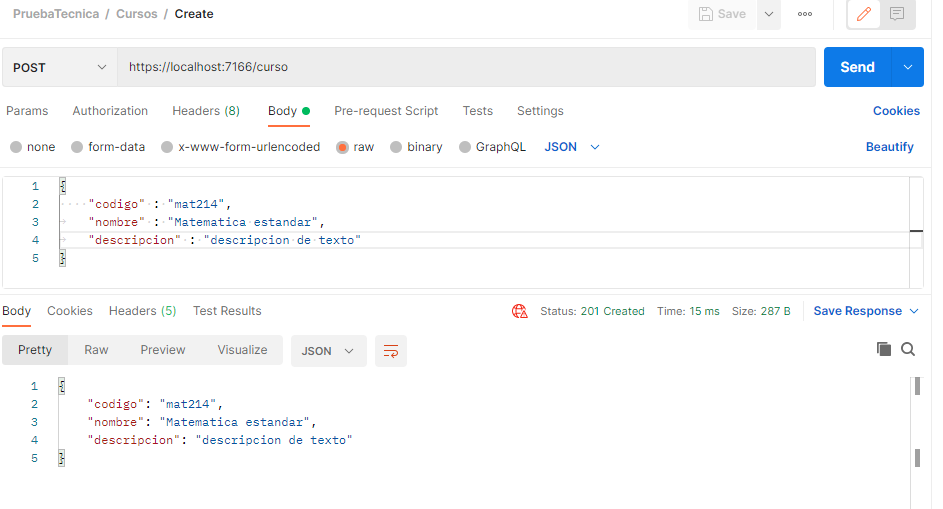 PruebaTecnica / Cursos / Create Save
POST https://localhost:7166/curso Send
Params Authorization Headers (8) Body Pre-request Script Tests Settings Cookies
none form-data x-www-form-urlencoded raw binary GraphQL JSON Beautify
1 {
2 "codigo" : "mat214",
3 "nombre" : "Matematica estandar",
4 "descripcion" : "descripcion de texto"
5 }
Body Cookies Headers (5) Test Results Status: 201 Created Time: 15 ms Size: 287 B Save Response
Pretty Raw Preview Visualize JSON
1 {
2 "codigo": "mat214",
3 "nombre": "Matematica estandar",
4 "descripcion": "descripcion de texto"
5 }